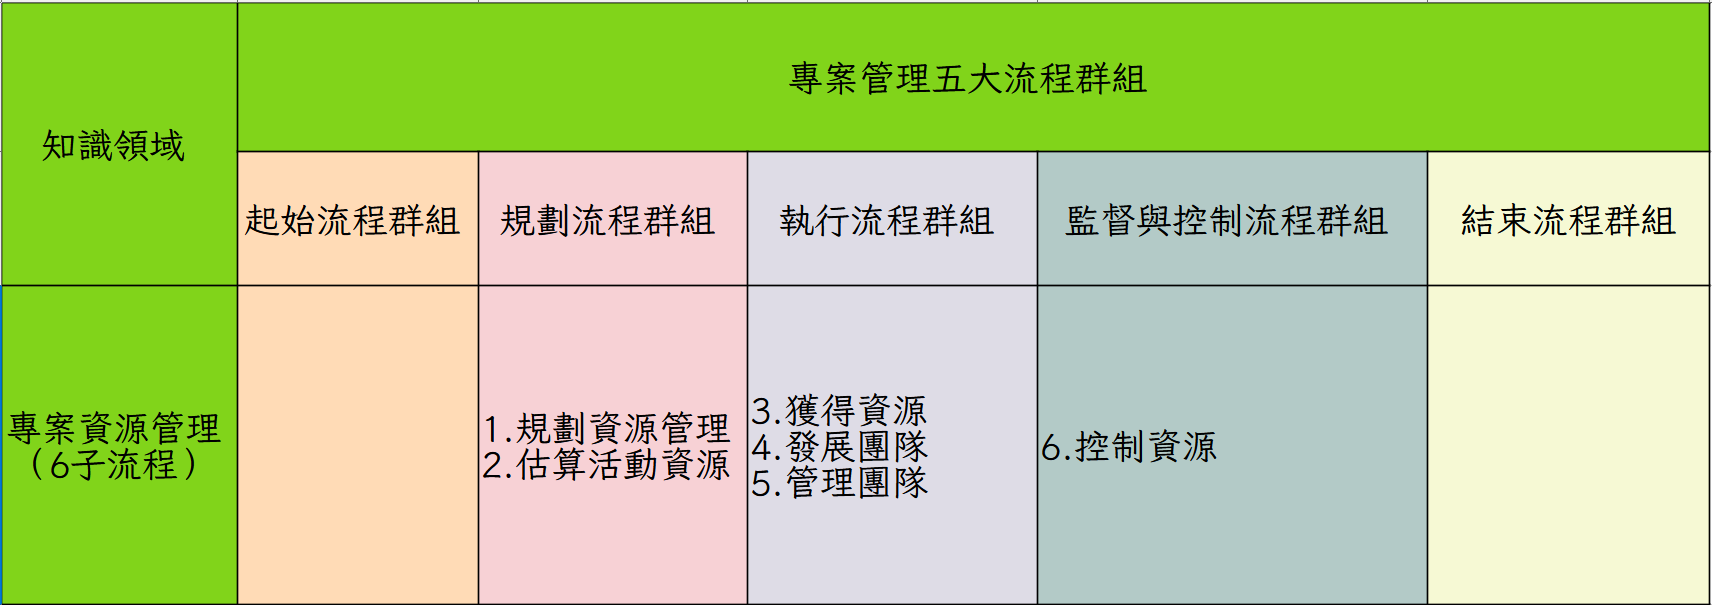 知識領域
專案管理五大流程群組
起始流程群組
規劃流程群組
執行流程群組
監督與控制流程群組
結束流程群組
專案資源管理
（6子流程）
1.規劃資源管理
2.估算活動資源
3.獲得資源
4.發展團隊
5.管理團隊
6.控制資源